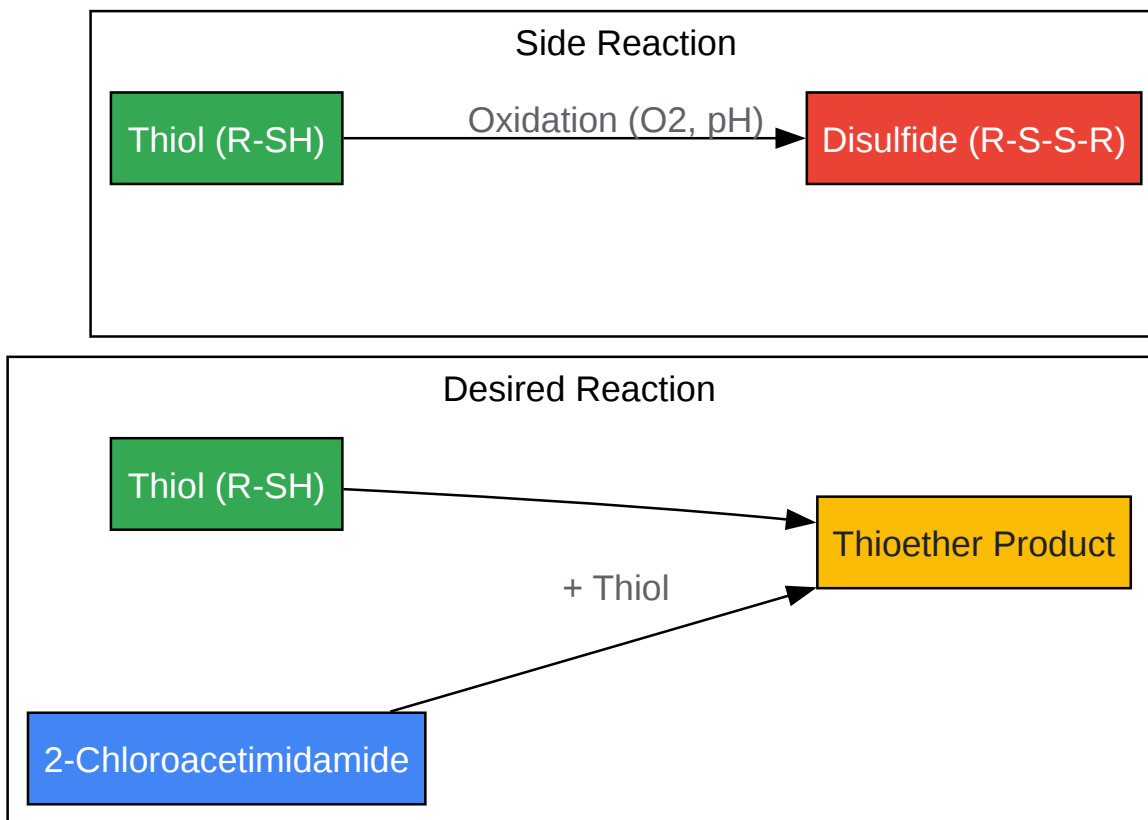 Side Reaction
Thiol (R-SH)
Oxidation (O2, pH)
Disulfide (R-S-S-R)
Desired Reaction
Thiol (R-SH)
Thioether Product
+ Thiol
2-Chloroacetimidamide